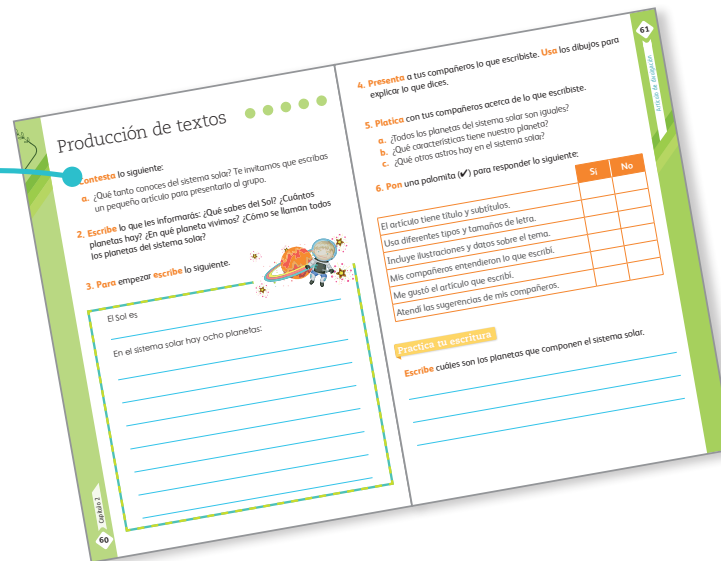 Producción de textos
Contesta lo siguiente:
a. ¿Qué tanto conoces del sistema solar? Te invitamos que escribas
un pequeño artículo para presentarlo al grupo.
2. Escribe lo que les informarás: ¿Qué sabes del Sol? ¿Cuántos
planetas hay? ¿En qué planeta vivimos? ¿Cómo se llaman todos
los planetas del sistema solar?
3. Para empezar escribe lo siguiente.
El Sol es
En el sistema solar hay ocho planetas:
Capítulo 2
60
61
Artículo de divulgación
4. Presenta a tus compañeros lo que escribiste. Usa los dibujos para
explicar lo que dices.
5. Platica con tus compañeros acerca de lo que escribiste.
a. ¿Todos los planetas del sistema solar son iguales?
b. ¿Qué características tiene nuestro planeta?
c. ¿Qué otros astros hay en el sistema solar?
6. Pon una palomita (✔) para responder lo siguiente:
Sí No
El artículo tiene título y subtítulos.
Usa diferentes tipos y tamaños de letra.
Incluye ilustraciones y datos sobre el tema.
Mis compañeros entendieron lo que escribí.
Me gustó el artículo que escribí.
Atendí las sugerencias de mis compañeros.
Practica tu escritura
Escribe cuáles son los planetas que componen el sistema solar.